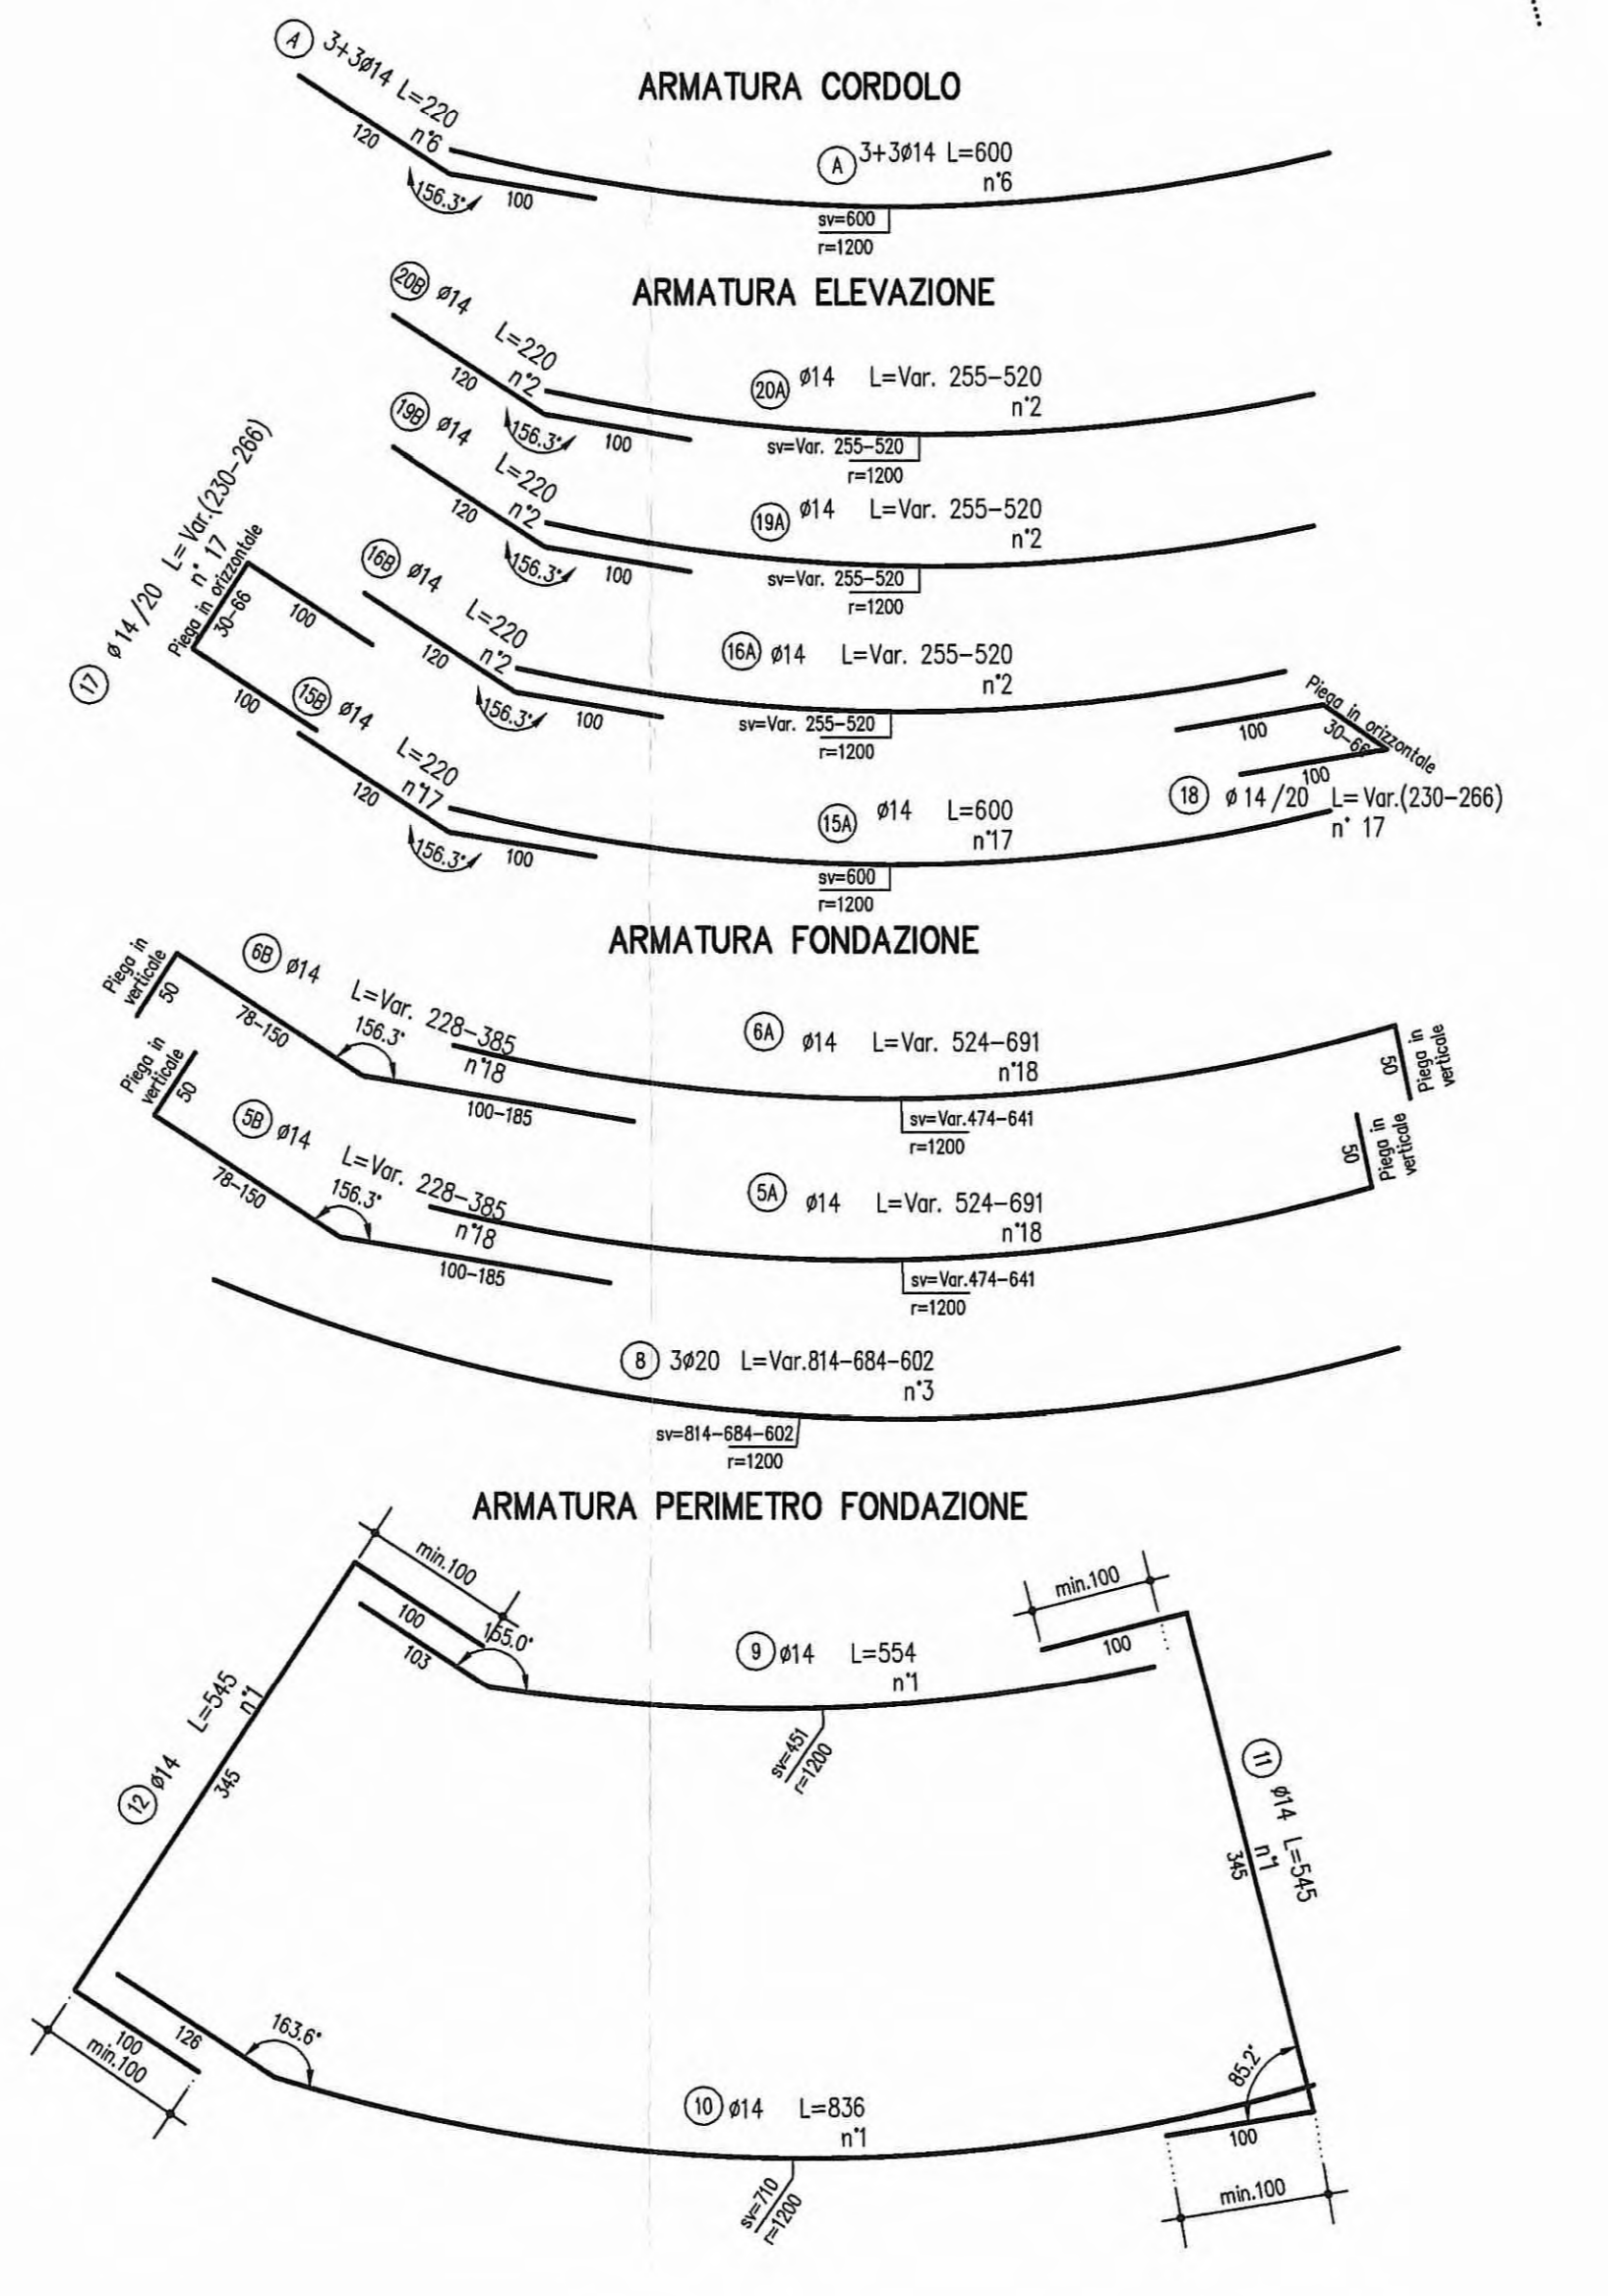 ARMATURA CORDOLO
A 3+3ø14 L=220
n°6
120
156.3°
100
A 3+3ø14 L=600
n°6
sv=600
r=1200
ARMATURA ELEVAZIONE
20B ø14 L=220
n°2
120
156.3°
100
20A ø14 L=Var. 255-520
n°2
sv=Var. 255-520
r=1200
19B ø14 L=220
n°2
120
156.3°
100
19A ø14 L=Var. 255-520
n°2
sv=Var. 255-520
r=1200
17 ø14/20 L=Var.(230-266)
n° 17
Piega in orizzontale
30-66
100
100
16B ø14 L=220
n°2
120
156.3°
100
16A ø14 L=Var. 255-520
n°2
sv=Var. 255-520
r=1200
15B ø14 L=220
n°17
120
156.3°
100
15A ø14 L=600
n°17
sv=600
r=1200
Piega in orizzontale
100
30-66
100
18 ø14/20 L=Var.(230-266)
n° 17
ARMATURA FONDAZIONE
Piega in
verticale
50
6B ø14 L=Var. 228-385
n°18
78-150
156.3°
100-185
6A ø14 L=Var. 524-691
n°18
sv=Var.474-641
r=1200
50
Piega in
verticale
Piega in
verticale
50
5B ø14 L=Var. 228-385
n°18
78-150
156.3°
100-185
5A ø14 L=Var. 524-691
n°18
sv=Var.474-641
r=1200
50
Piega in
verticale
8 3ø20 L=Var.814-684-602
n°3
sv=814-684-602
r=1200
ARMATURA PERIMETRO FONDAZIONE
min.100
100
103
165.0°
9 ø14 L=554
n°1
sv=451
r=1200
min.100
100
12 ø14 L=545
n°1
345
11 ø14 L=545
n°1
345
100
min.100
126
163.6°
10 ø14 L=836
n°1
sv=710
r=1200
85.2°
100
min.100